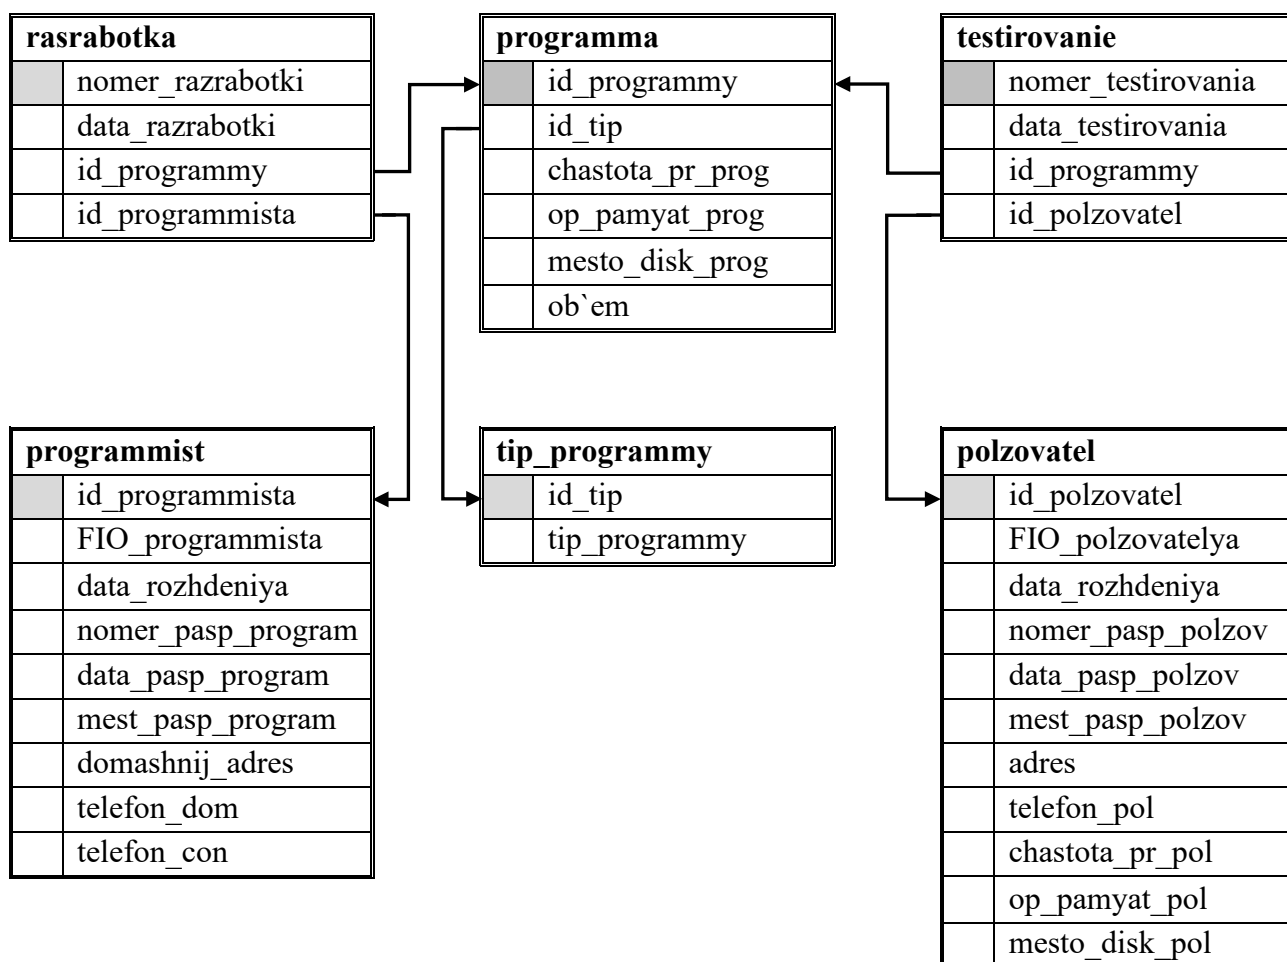 rasrabotka
nomer_razrabotki
data_razrabotki
id_programmy
id_programmista
programma
id_programmy
id_tip
chastota_pr_prog
op_pamyat_prog
mesto_disk_prog
ob`em
testirovanie
nomer_testirovania
data_testirovania
id_programmy
id_polzovatel
programmist
id_programmista
FIO_programmista
data_rozhdeniya
nomer_pasp_program
data_pasp_program
mest_pasp_program
domashnij_adres
telefon_dom
telefon_con
tip_programmy
id_tip
tip_programmy
polzovatel
id_polzovatel
FIO_polzovatelya
data_rozhdeniya
nomer_pasp_polzov
data_pasp_polzov
mest_pasp_polzov
adres
telefon_pol
chastota_pr_pol
op_pamyat_pol
mesto_disk_pol